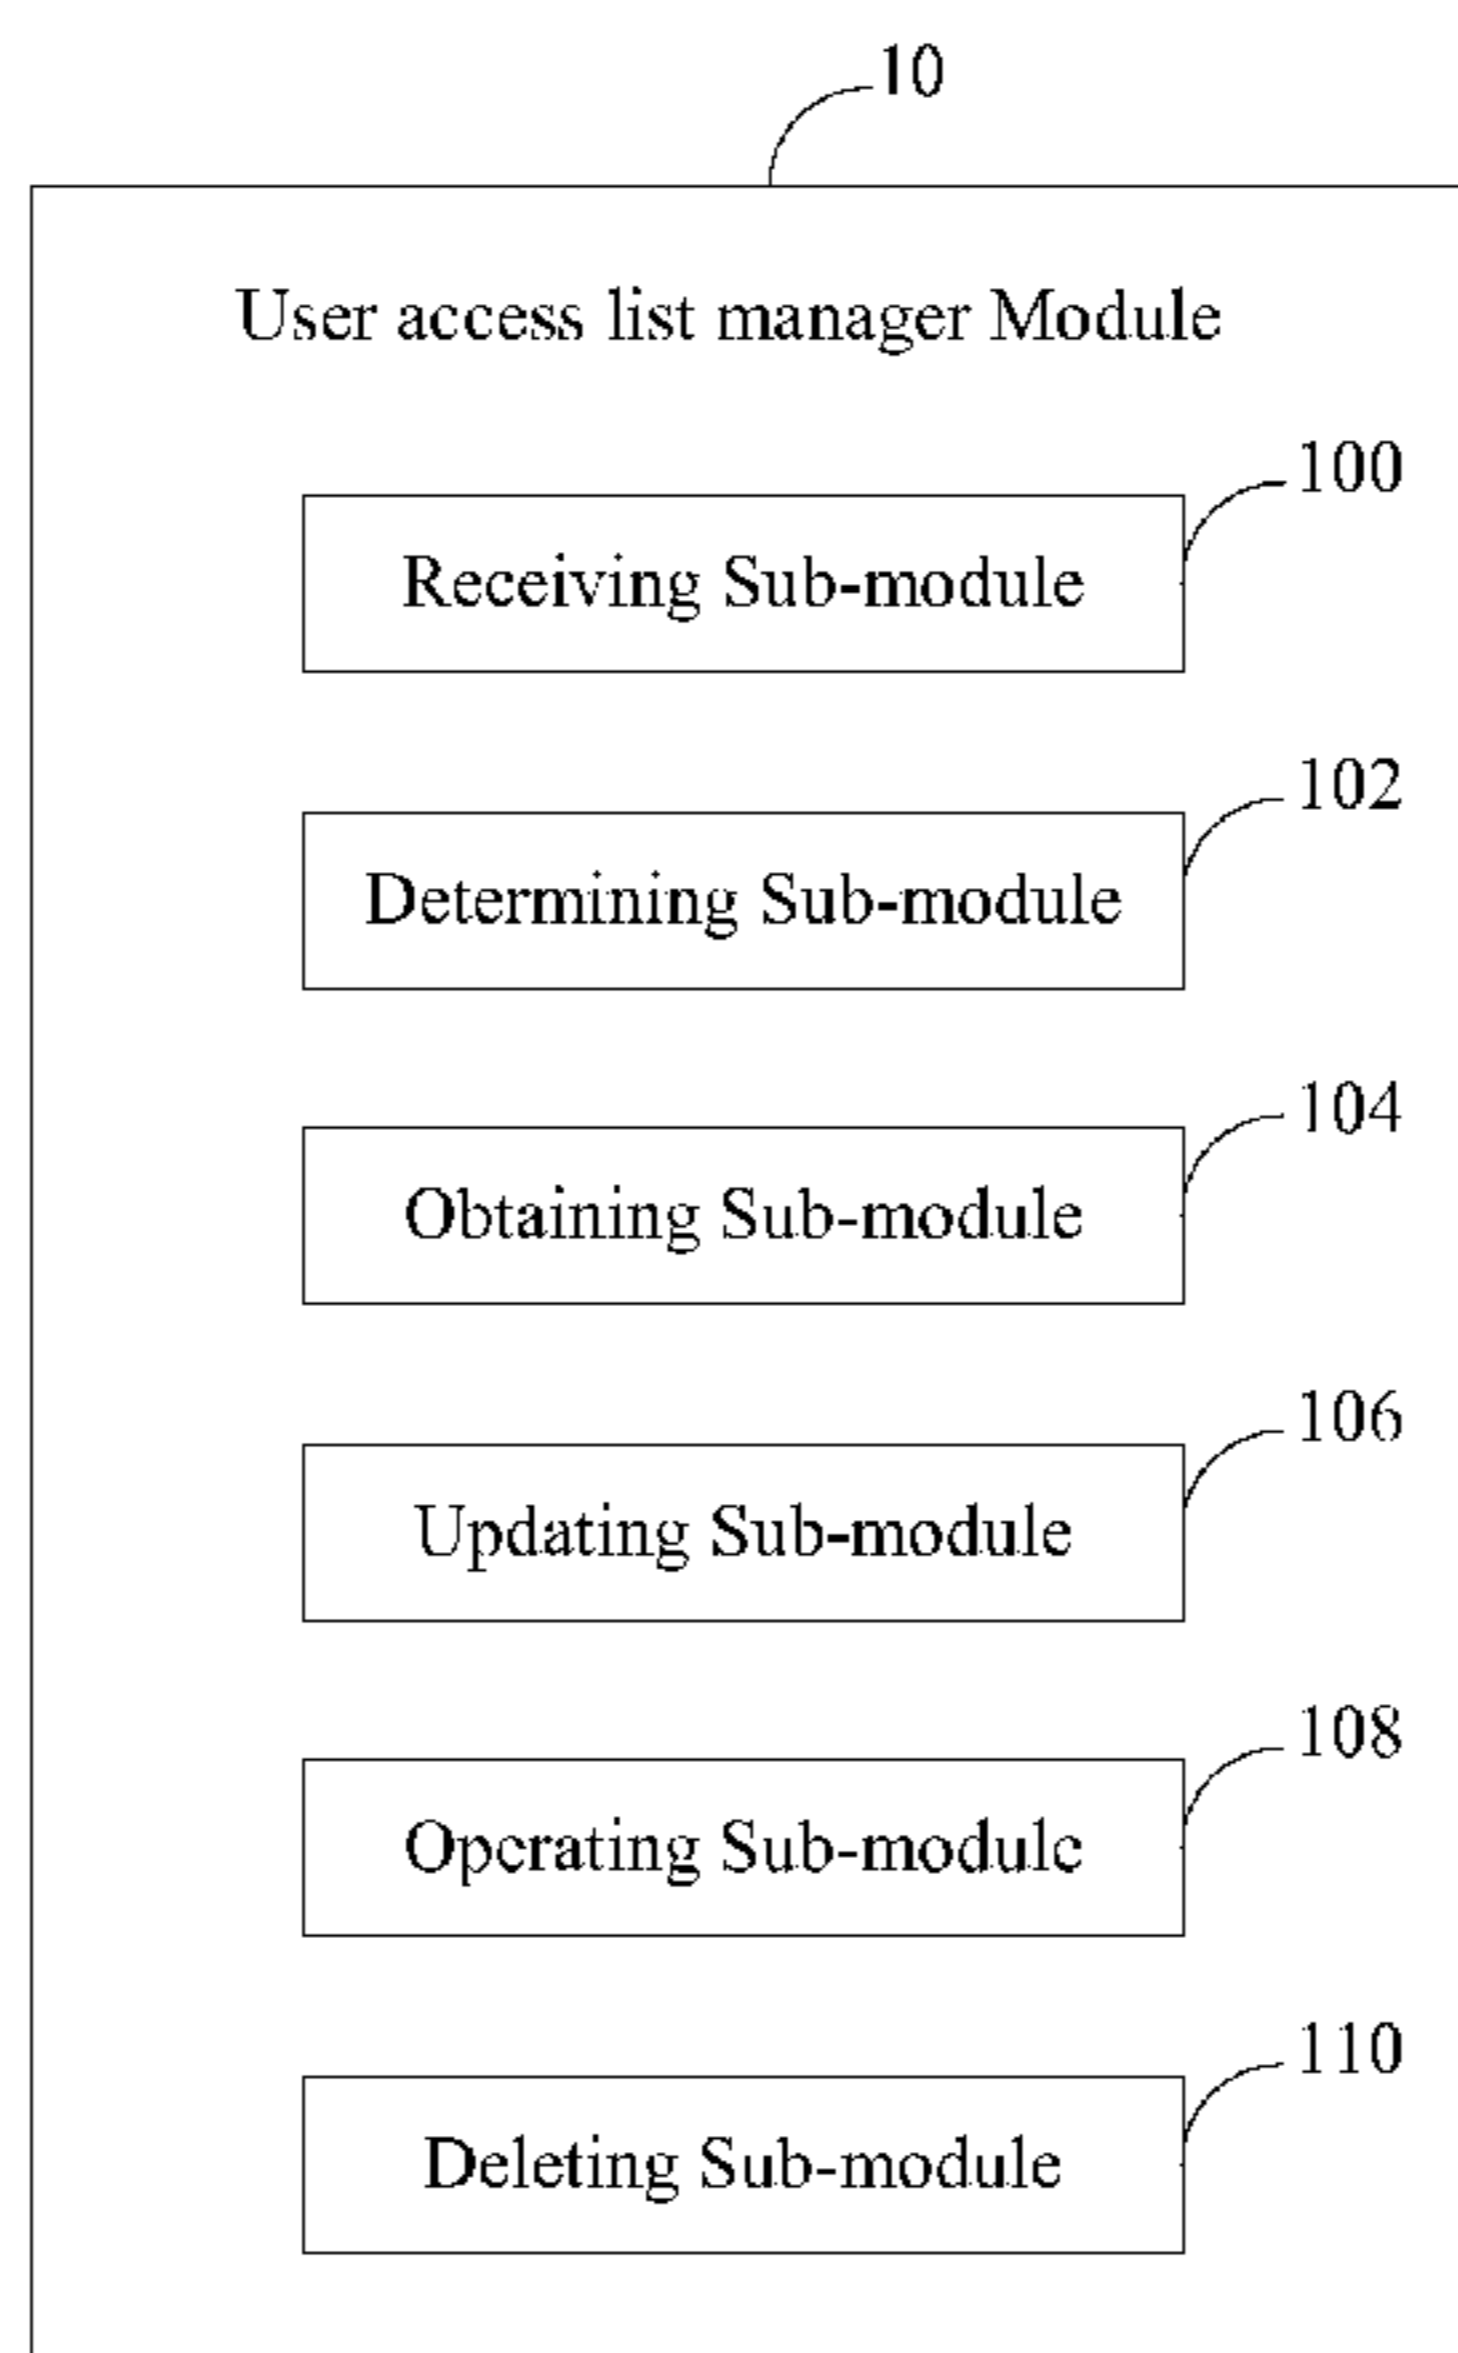 10
User access list manager Module
100
Receiving Sub-module
102
Determining Sub-module
104
Obtaining Sub-module
106
Updating Sub-module
108
Operating Sub-module
110
Deleting Sub-module